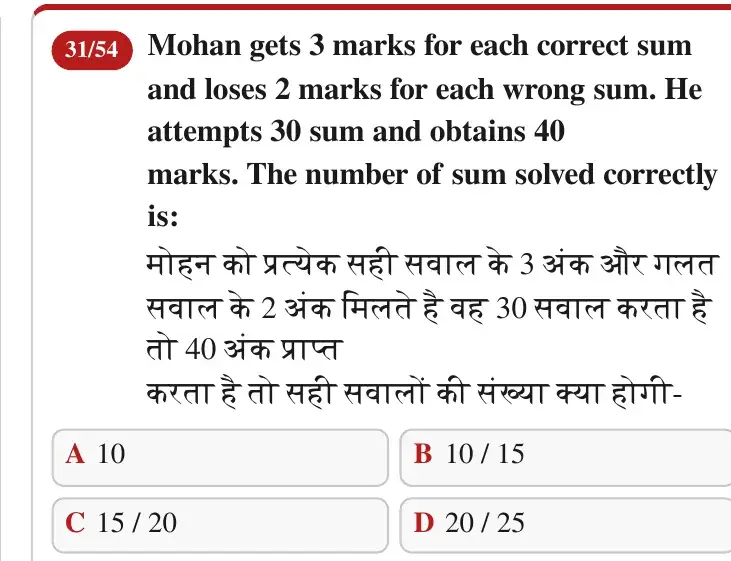 31/54 Mohan gets 3 marks for each correct sum
and loses 2 marks for each wrong sum. He
attempts 30 sum and obtains 40
marks. The number of sum solved correctly
is:
मोहन को प्रत्येक सही सवाल के 3 अंक और गलत
सवाल के 2 अंक मिलते है वह 30 सवाल करता है
तो 40 अंक प्राप्त
करता है तो सही सवालों की संख्या क्या होगी-
A 10
B 10 / 15
C 15 / 20
D 20 / 25